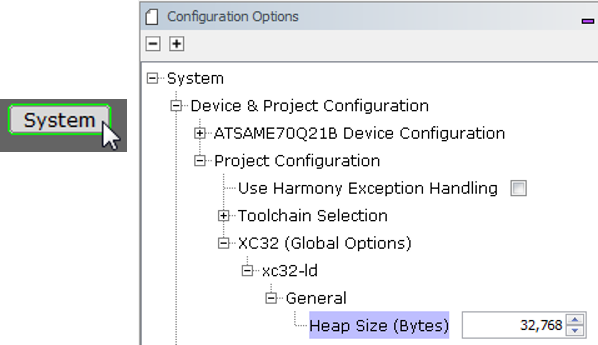 Configuration Options
System
Device & Project Configuration
ATSAME70Q21B Device Configuration
Project Configuration
Use Harmony Exception Handling
Toolchain Selection
XC32 (Global Options)
xc32-ld
General
Heap Size (Bytes) 32,768
System